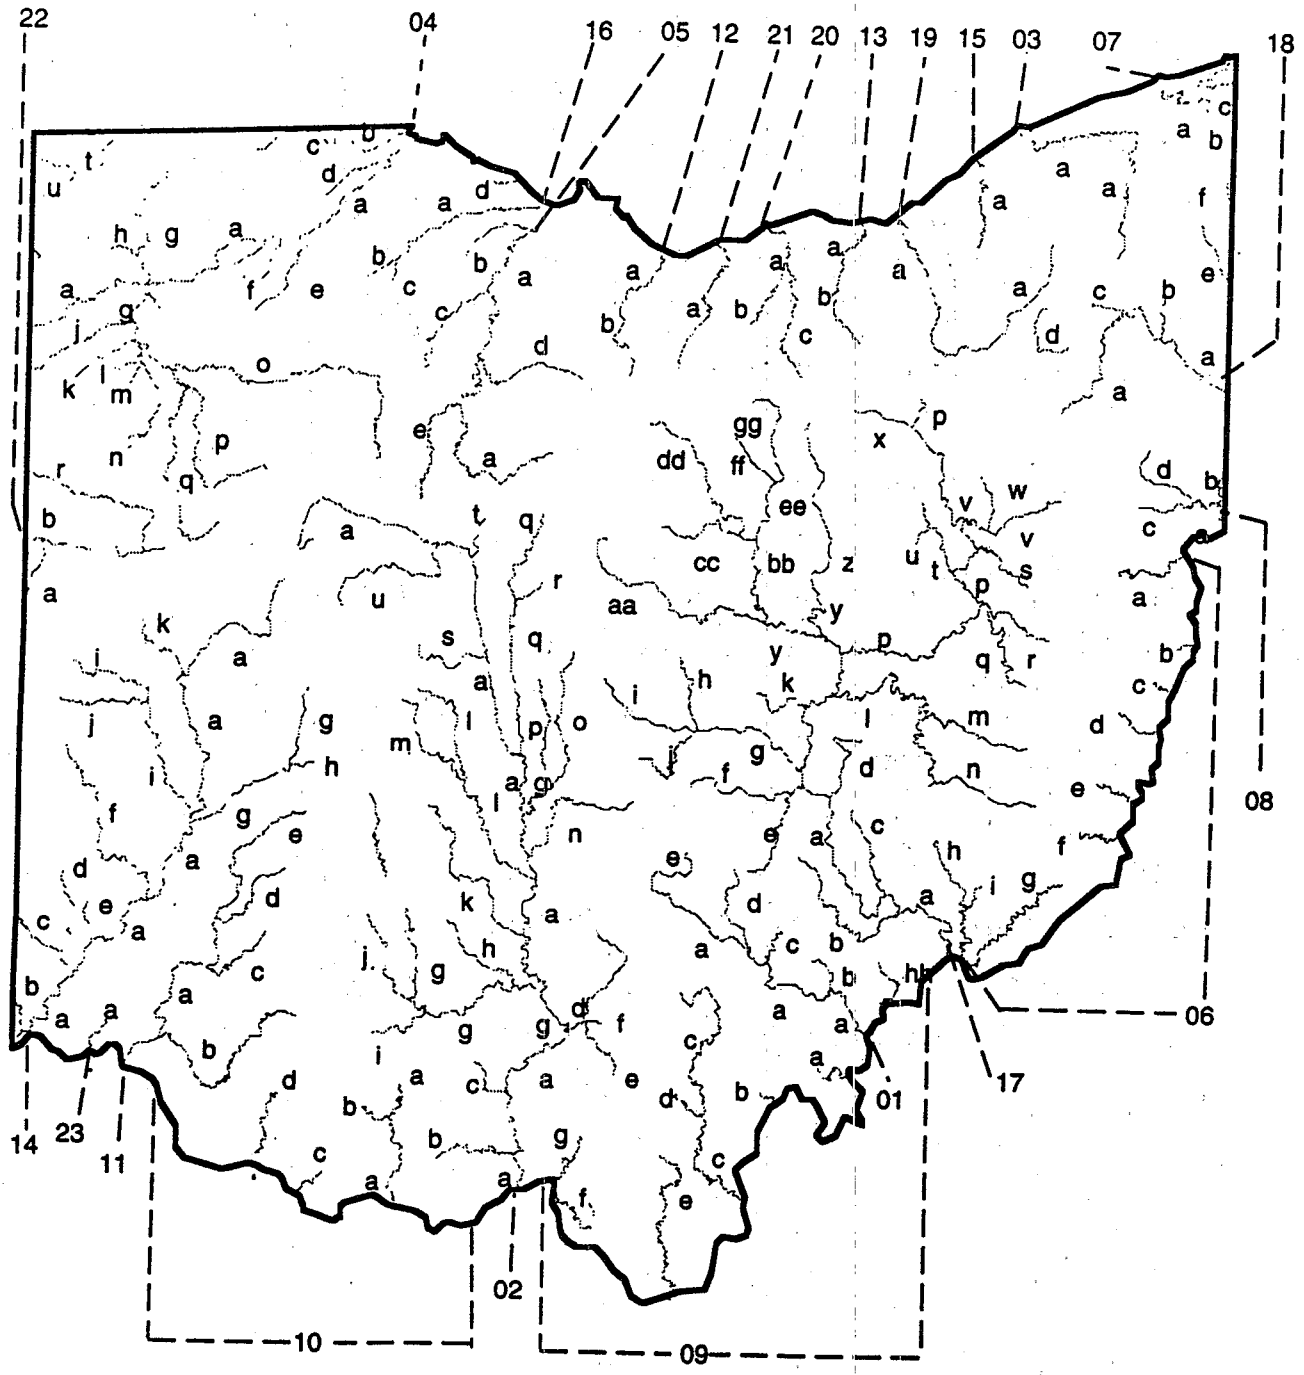 22 04 16 05 12 21 20 13 19 15 03 07 18
c
t c b a b
u d d a f
a a a a
h g a a
b b a a a a a e
a f e c a b b a c b
g c b a b
j d c d a
o
k l m a
e p
p x
n a dd gg
r q ff d b
b t q ee v w
a c a
cc bb z u t v
a u r p s a
aa
k s q y p b
i a y q r
a h k c
j a g l i p o l m d
m
i h a g g j g d n
f e
f g l n e a c f
e
a e h
d d k d a i g
e a
c a h a c b
c j g b hh
b a a a
a a g g d f a a
b i c 06
a c
d a e d b a 17
b 01
14 23 11 b g
c c
a a f e
02
10 09
08